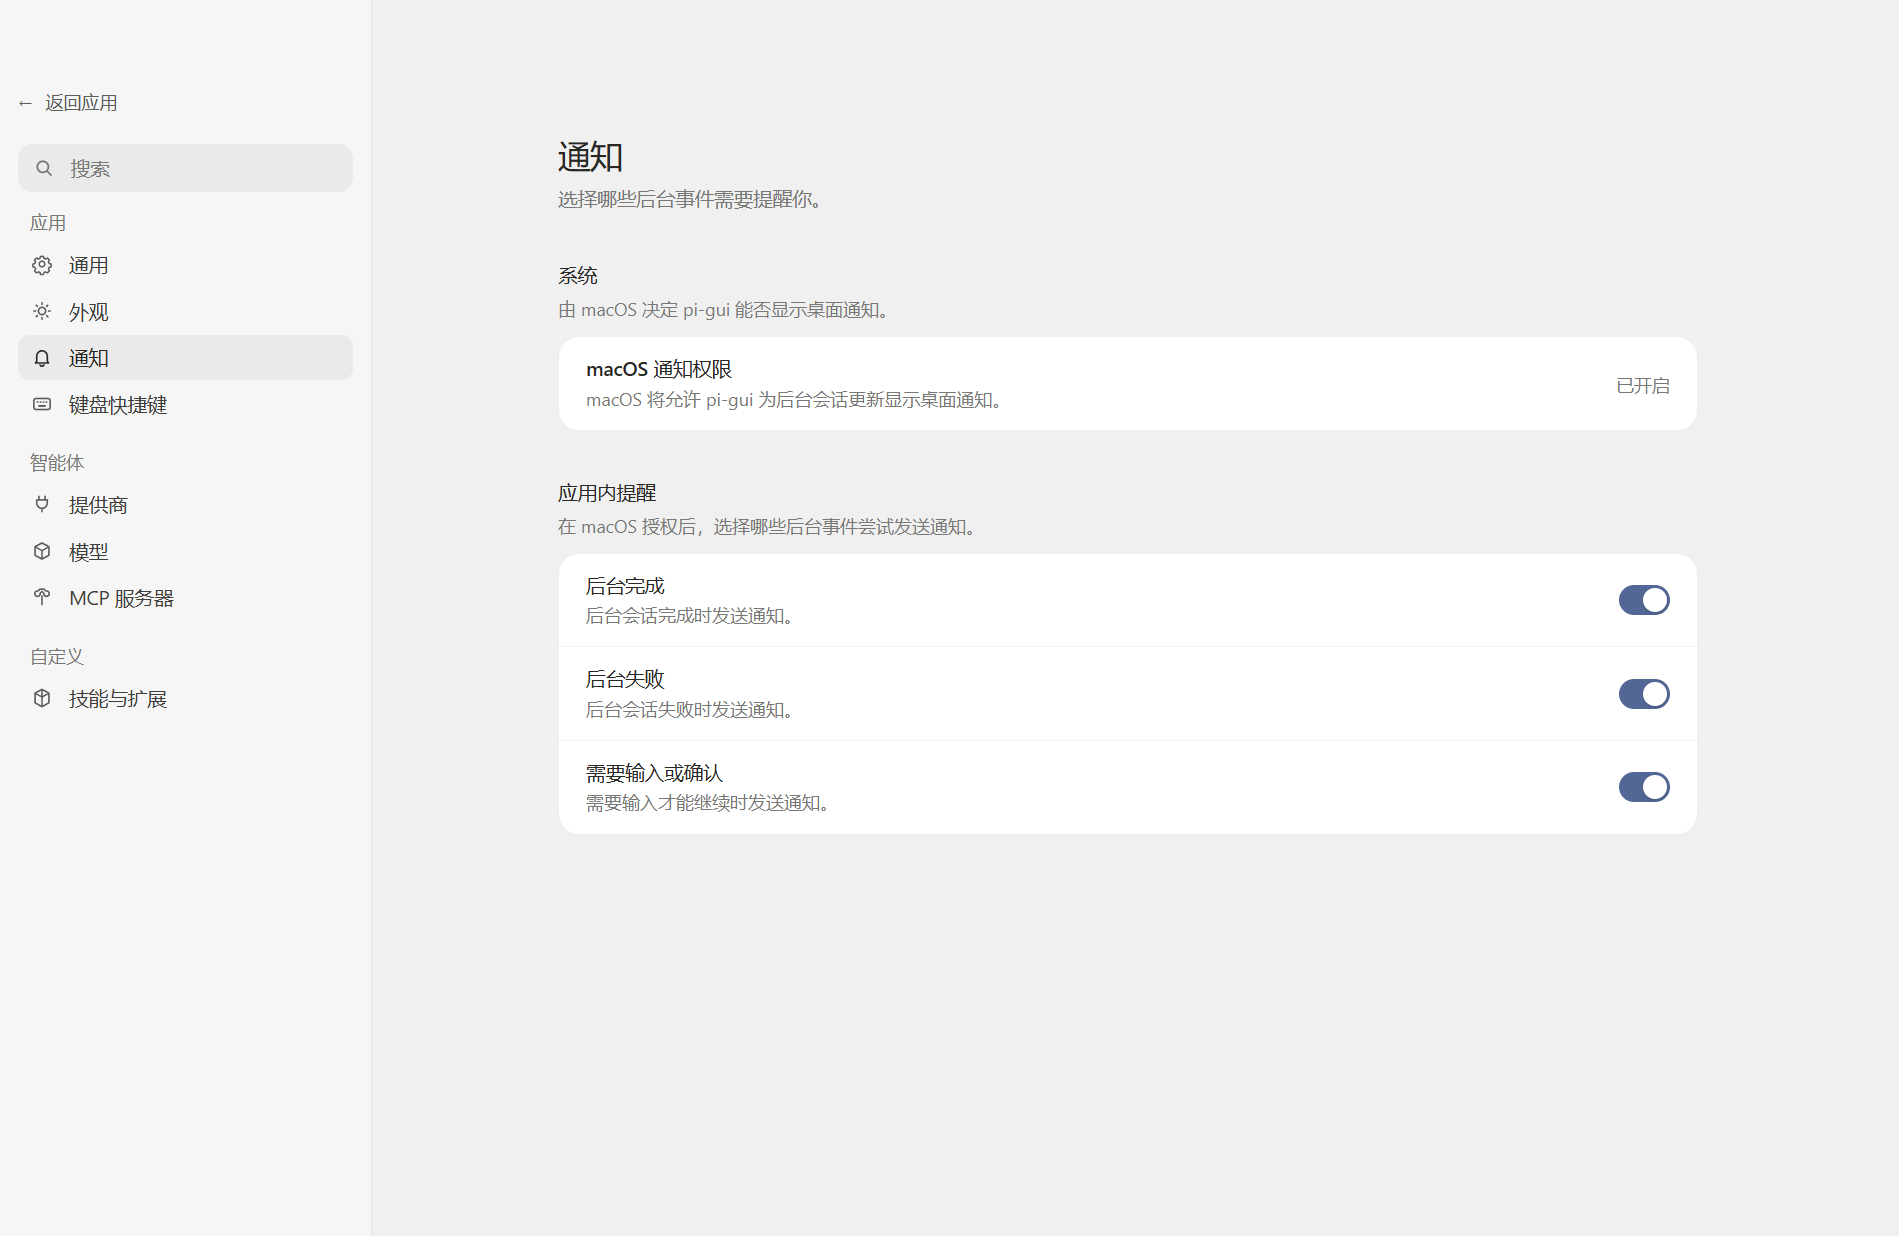 ← 返回应用
搜索
应用
通用
外观
通知
键盘快捷键
智能体
提供商
模型
MCP 服务器
自定义
技能与扩展
通知
选择哪些后台事件需要提醒你。
系统
由 macOS 决定 pi-gui 能否显示桌面通知。
macOS 通知权限
macOS 将允许 pi-gui 为后台会话更新显示桌面通知。
已开启
应用内提醒
在 macOS 授权后，选择哪些后台事件尝试发送通知。
后台完成
后台会话完成时发送通知。
后台失败
后台会话失败时发送通知。
需要输入或确认
需要输入才能继续时发送通知。